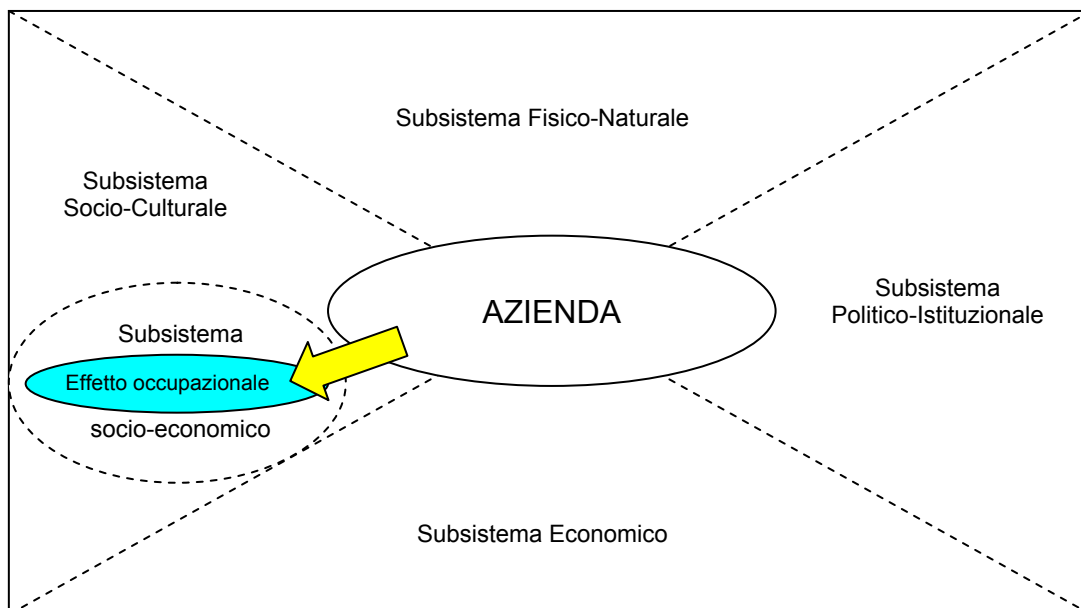 Subsistema Fisico-Naturale
Subsistema
Socio-Culturale
AZIENDA
Subsistema
Politico-Istituzionale
Subsistema
Effetto occupazionale
socio-economico
Subsistema Economico